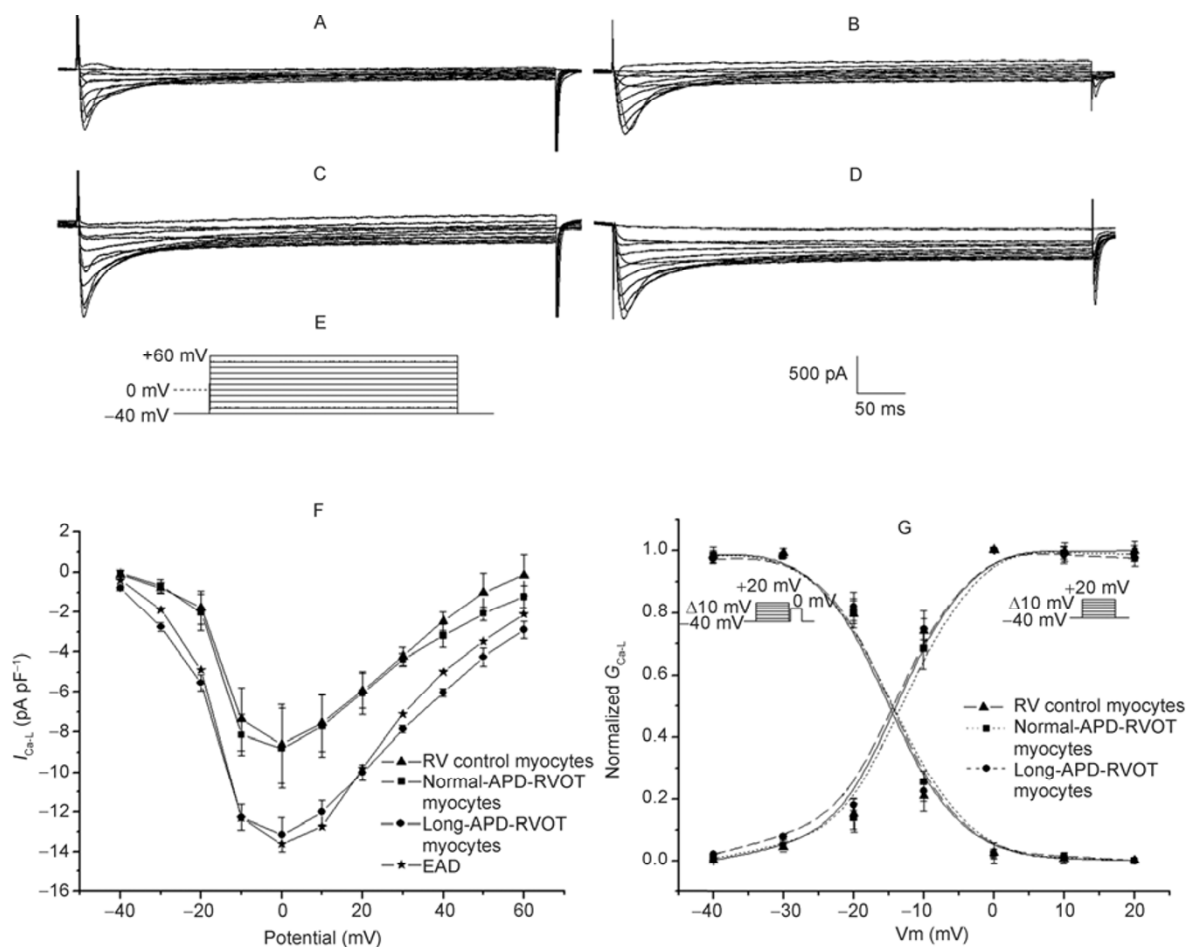 A
B
C
D
E
+60 mV
0 mV
−40 mV
500 pA
50 ms
F
2
0
−2
−4
−6
−8
−10
−12
−14
−16
I Ca-L (pA pF−1)
−40
−20
0
20
40
60
Potential (mV)
RV control myocytes
Normal-APD-RVOT
myocytes
Long-APD-RVOT
myocytes
EAD
G
1.0
0.8
0.6
0.4
0.2
0.0
Normalized G Ca-L
+20 mV
Δ10 mV
0 mV
−40 mV
+20 mV
Δ10 mV
−40 mV
RV control myocytes
Normal-APD-RVOT
myocytes
Long-APD-RVOT
myocytes
−40
−30
−20
−10
0
10
20
Vm (mV)